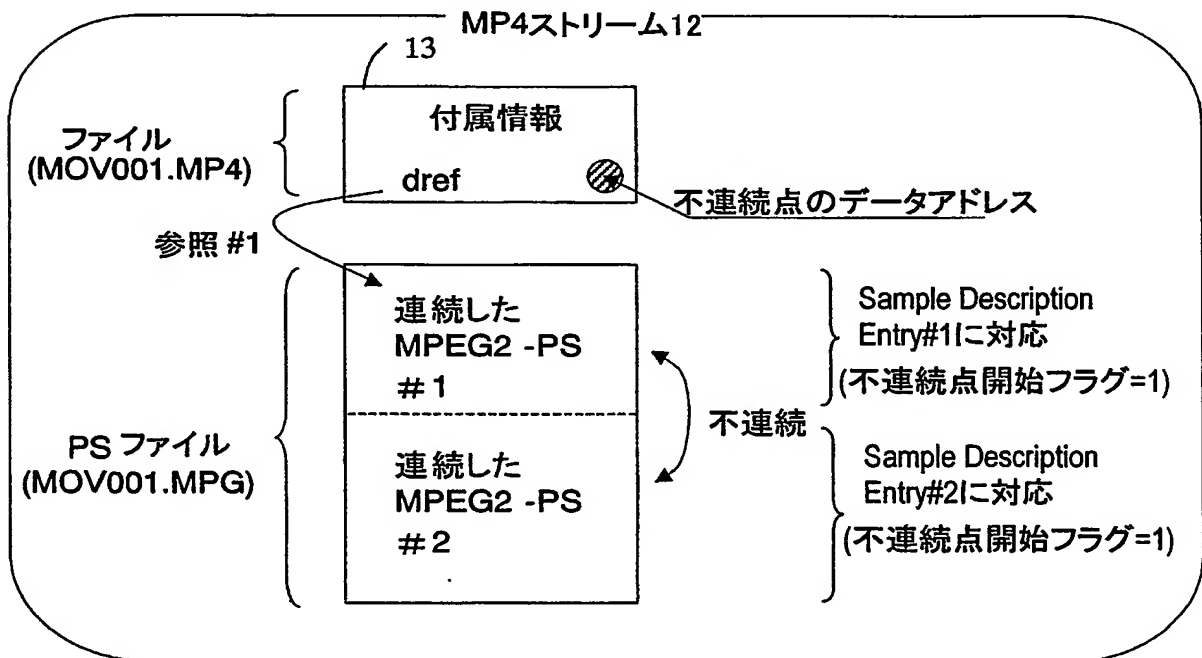 MP4ストリーム12
13
付属情報
ファイル
(MOV001.MP4)
dref
不連続点のデータアドレス
参照 #1
連続した
MPEG2 -PS
#1
Sample Description
Entry#1に対応
(不連続点開始フラグ=1)
不連続
PS ファイル
(MOV001.MPG)
連続した
MPEG2 -PS
#2
Sample Description
Entry#2に対応
(不連続点開始フラグ=1)